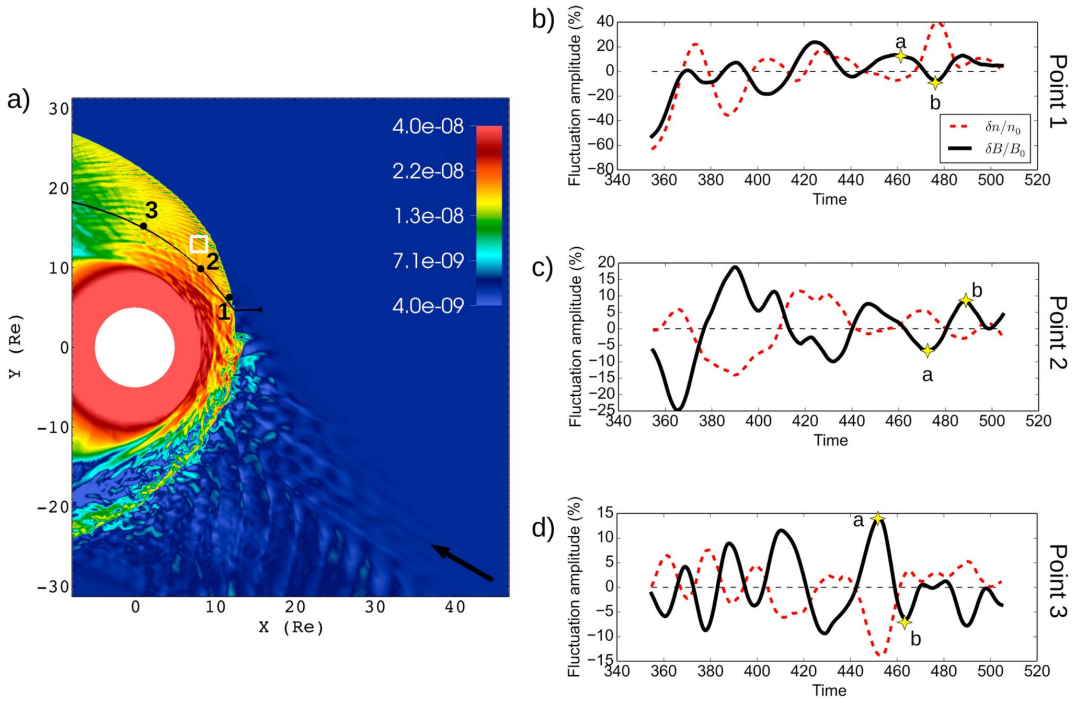 a)
30
20
10
0
−10
−20
−30
Y (Re)
0
10
20
30
40
X (Re)
4.0e-08
2.2e-08
1.3e-08
7.1e-09
4.0e-09
3
2
1
b)
40
20
0
−20
−40
−60
−80
Fluctuation amplitude (%)
340 360 380 400 420 440 460 480 500 520
Time
a
b
δn/n₀
δB/B₀
Point 1
c)
20
15
10
5
0
−5
−10
−15
−20
−25
Fluctuation amplitude (%)
340 360 380 400 420 440 460 480 500 520
Time
b
a
Point 2
d)
15
10
5
0
−5
−10
−15
Fluctuation amplitude (%)
340 360 380 400 420 440 460 480 500 520
Time
a
b
Point 3